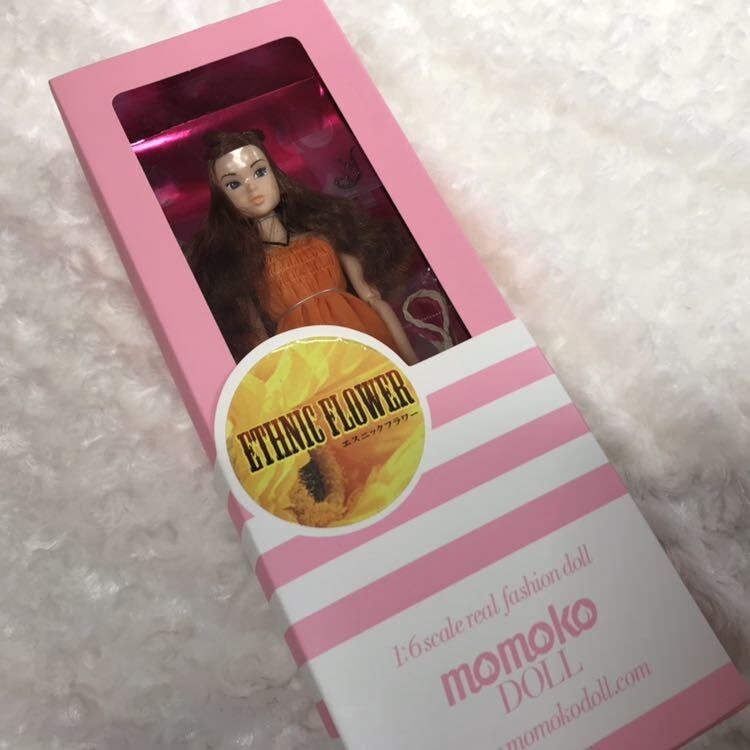 ETHNIC FLOWER
エスニックフラワー
1:6 scale real fashion doll
momoko
DOLL
.momokodoll.com